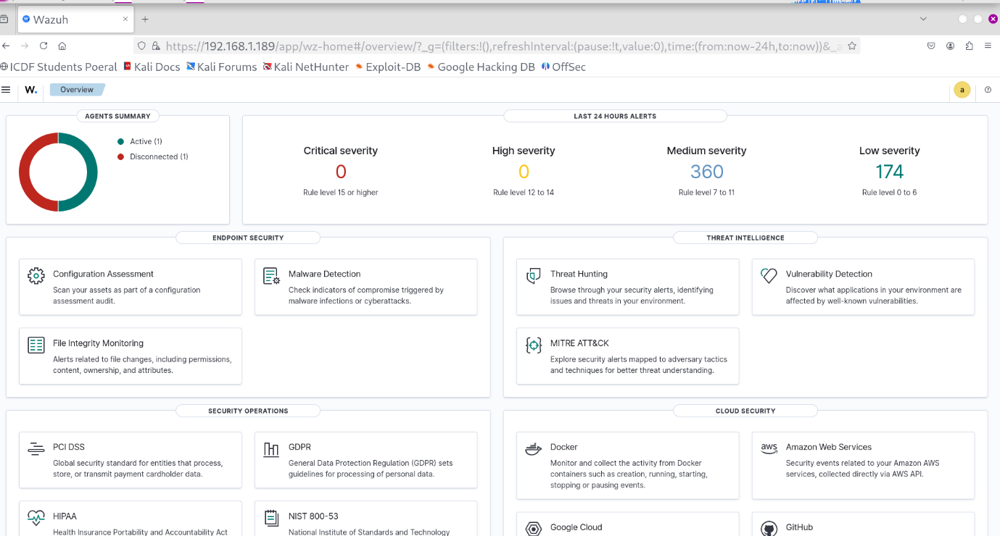 Wazuh
https://192.168.1.189/app/wz-home#/overview/?_g=(filters:!(),refreshInterval:(pause:!t,value:0),time:(from:now-24h,to:now))&_a
ICDF Students Poeral Kali Docs Kali Forums Kali NetHunter Exploit-DB Google Hacking DB OffSec
W. Overview a
AGENTS SUMMARY
Active (1)
Disconnected (1)
LAST 24 HOURS ALERTS
Critical severity
0
Rule level 15 or higher
High severity
0
Rule level 12 to 14
Medium severity
360
Rule level 7 to 11
Low severity
174
Rule level 0 to 6
ENDPOINT SECURITY
Configuration Assessment
Scan your assets as part of a configuration
assessment audit.
Malware Detection
Check indicators of compromise triggered by
malware infections or cyberattacks.
File Integrity Monitoring
Alerts related to file changes, including permissions,
content, ownership, and attributes.
THREAT INTELLIGENCE
Threat Hunting
Browse through your security alerts, identifying
issues and threats in your environment.
Vulnerability Detection
Discover what applications in your environment are
affected by well-known vulnerabilities.
MITRE ATT&CK
Explore security alerts mapped to adversary tactics
and techniques for better threat understanding.
SECURITY OPERATIONS
PCI DSS
Global security standard for entities that process,
store, or transmit payment cardholder data.
GDPR
General Data Protection Regulation (GDPR) sets
guidelines for processing of personal data.
HIPAA
Health Insurance Portability and Accountability Act
NIST 800-53
National Institute of Standards and Technology
CLOUD SECURITY
Docker
Monitor and collect the activity from Docker
containers such as creation, running, starting,
stopping or pausing events.
aws
Amazon Web Services
Security events related to your Amazon AWS
services, collected directly via AWS API.
Google Cloud
GitHub